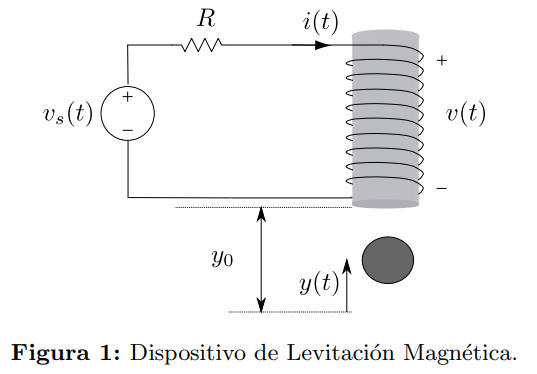 R
i(t)
+
v_s(t)
+
−
v(t)
−
y_0
y(t)
Figura 1: Dispositivo de Levitación Magnética.